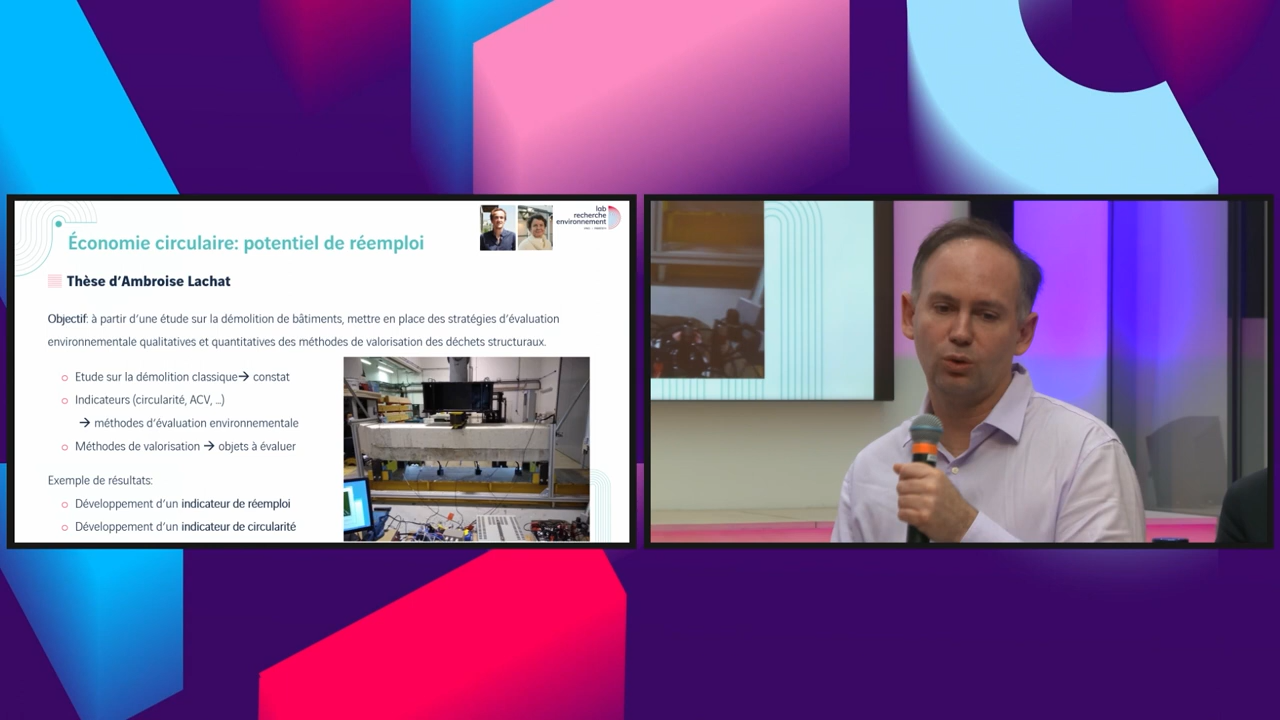 Économie circulaire: potentiel de réemploi
lab
recherche
environnement
Thèse d'Ambroise Lachat
Objectif: à partir d'une étude sur la démolition de bâtiments, mettre en place des stratégies d'évaluation
environnementale qualitatives et quantitatives des méthodes de valorisation des déchets structuraux.
Etude sur la démolition classique→ constat
Indicateurs (circularité, ACV, ...)
→ méthodes d'évaluation environnementale
Méthodes de valorisation → objets à évaluer
Exemple de résultats:
Développement d'un indicateur de réemploi
Développement d'un indicateur de circularité